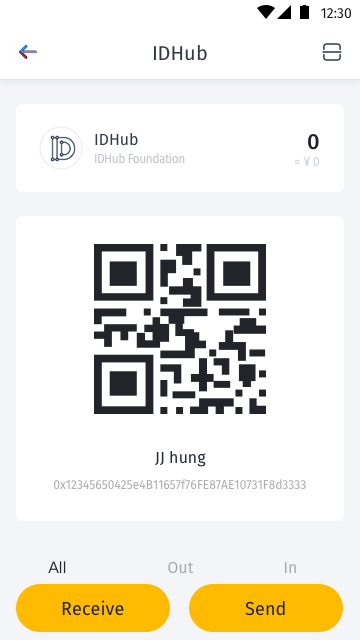 12:30
IDHub
IDHub
0
IDHub Foundation
= ¥ 0
JJ hung
0x12345650425e4B11657f76FE87AE10731F8d3333
All
Out
In
Receive
Send